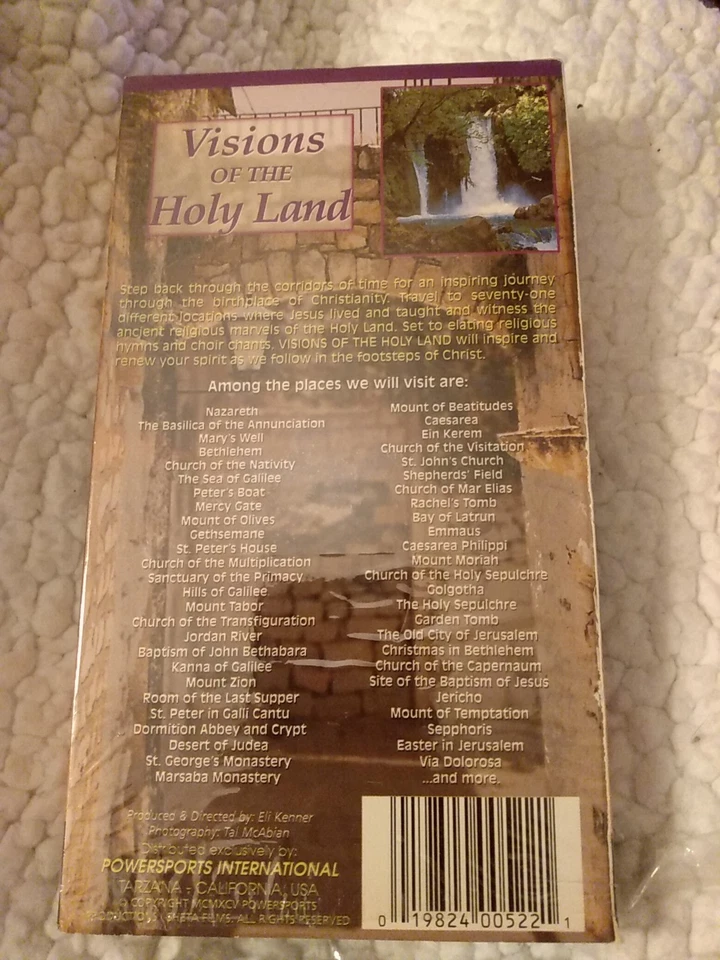 Visions
OF THE
Holy Land
Step back through the corridors of time for an inspiring journey
through the birthplace of Christianity. Travel to seventy-one
different locations where Jesus lived and taught and witness the
ancient religious marvels of the Holy Land. Set to elating religious
hymns and choir chants, VISIONS OF THE HOLY LAND will inspire and
renew your spirit as we follow in the footsteps of Christ.
Among the places we will visit are:
Nazareth
The Basilica of the Annunciation
Mary's Well
Bethlehem
Church of the Nativity
The Sea of Galilee
Peter's Boat
Mercy Gate
Mount of Olives
Gethsemane
St. Peter's House
Church of the Multiplication
Sanctuary of the Primacy
Hills of Galilee
Mount Tabor
Church of the Transfiguration
Jordan River
Baptism of John Bethabara
Kanna of Galilee
Mount Zion
Room of the Last Supper
St. Peter in Galli Cantu
Dormition Abbey and Crypt
Desert of Judea
St. George's Monastery
Marsaba Monastery
Mount of Beatitudes
Caesarea
Ein Kerem
Church of the Visitation
St. John's Church
Shepherds' Field
Church of Mar Elias
Rachel's Tomb
Bay of Latrun
Emmaus
Caesarea Philippi
Mount Moriah
Church of the Holy Sepulchre
Golgotha
The Holy Sepulchre
Garden Tomb
The Old City of Jerusalem
Christmas in Bethlehem
Church of the Capernaum
Site of the Baptism of Jesus
Jericho
Mount of Temptation
Sepphoris
Easter in Jerusalem
Via Dolorosa
...and more.
Produced & Directed by: Eli Kenner
Photography: Tal McAbian
Distributed exclusively by:
POWERSPORTS INTERNATIONAL
TARZANA - CALIFORNIA, USA
© COPYRIGHT MCMXCV POWERSPORTS
PRODUCTIONS / SHETA FILMS. ALL RIGHTS RESERVED
0 19824 00522 1